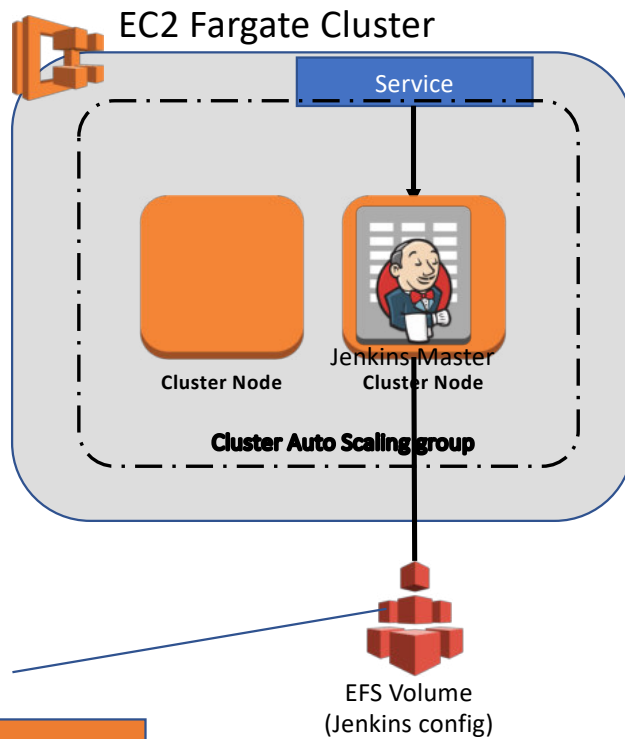 EC2 Fargate Cluster
Service
Jenkins Master
Cluster Node
Cluster Node
Cluster Auto Scaling group
EFS Volume
(Jenkins config)